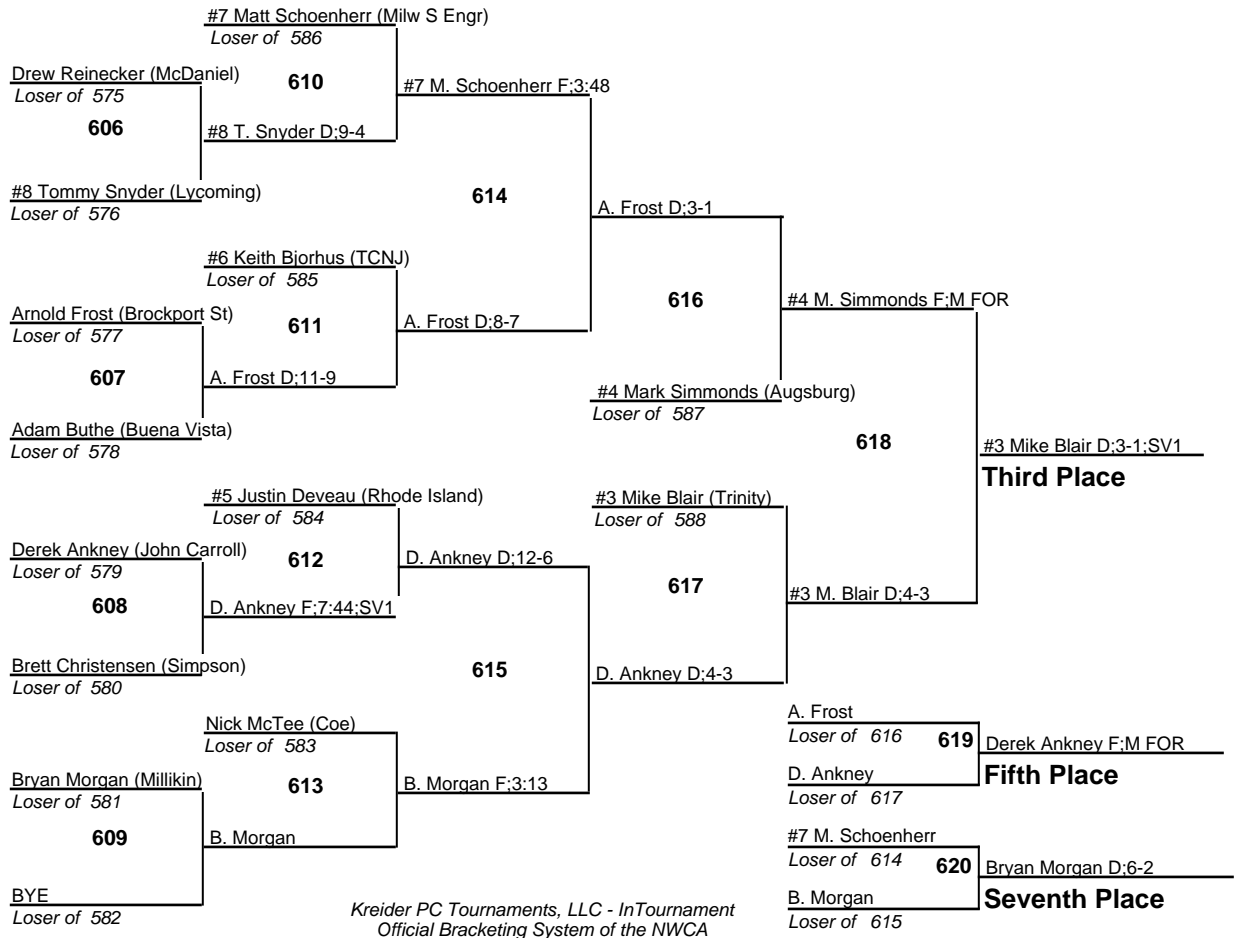 #7 Matt Schoenherr (Milw S Engr)
Loser of 586
Drew Reinecker (McDaniel)
Loser of 575
610
#7 M. Schoenherr F;3:48
606
#8 T. Snyder D;9-4
#8 Tommy Snyder (Lycoming)
Loser of 576
614
A. Frost D;3-1
#6 Keith Bjorhus (TCNJ)
Loser of 585
Arnold Frost (Brockport St)
Loser of 577
611
A. Frost D;8-7
616
#4 M. Simmonds F;M FOR
607
A. Frost D;11-9
#4 Mark Simmonds (Augsburg)
Loser of 587
Adam Buthe (Buena Vista)
Loser of 578
618
#3 Mike Blair D;3-1;SV1
Third Place
#5 Justin Deveau (Rhode Island)
Loser of 584
#3 Mike Blair (Trinity)
Loser of 588
Derek Ankney (John Carroll)
Loser of 579
612
D. Ankney D;12-6
617
#3 M. Blair D;4-3
608
D. Ankney F;7:44;SV1
Brett Christensen (Simpson)
Loser of 580
615
D. Ankney D;4-3
Nick McTee (Coe)
Loser of 583
A. Frost
Loser of 616
619
Derek Ankney F;M FOR
Fifth Place
D. Ankney
Loser of 617
Bryan Morgan (Millikin)
Loser of 581
613
B. Morgan F;3:13
609
B. Morgan
#7 M. Schoenherr
Loser of 614
620
Bryan Morgan D;6-2
Seventh Place
B. Morgan
Loser of 615
BYE
Loser of 582
Kreider PC Tournaments, LLC - InTournament
Official Bracketing System of the NWCA